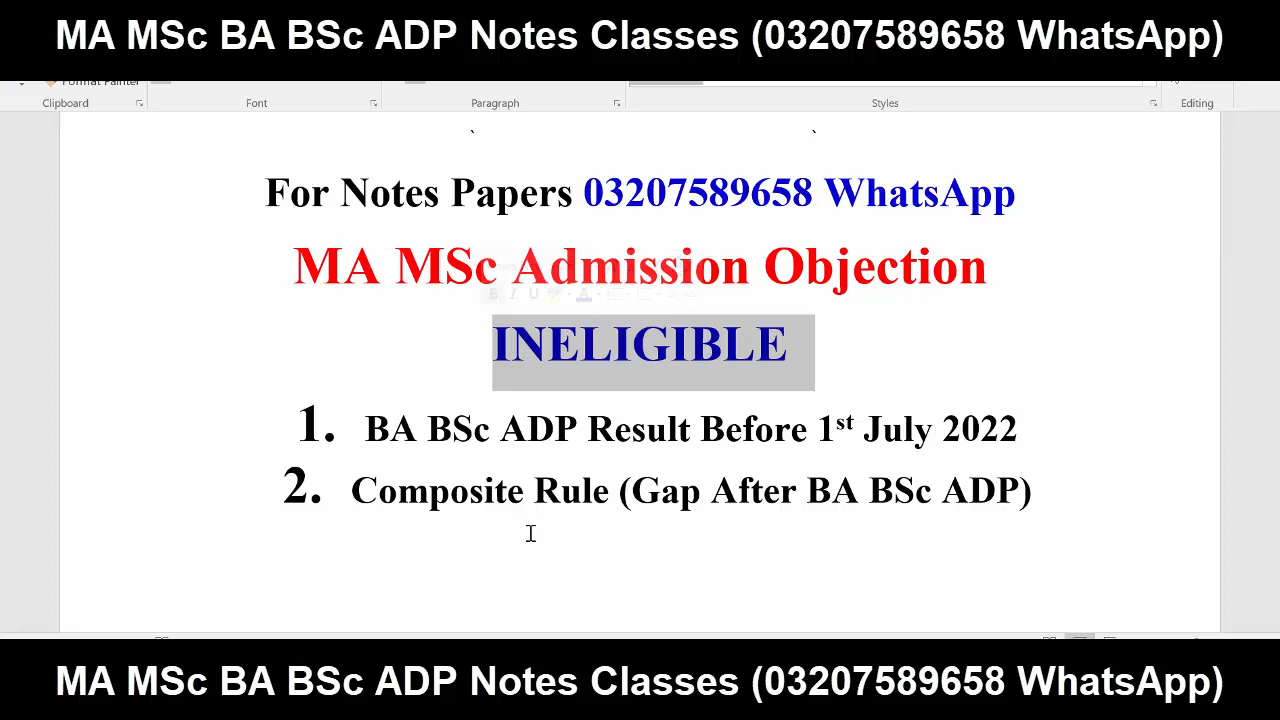 MA MSc BA BSc ADP Notes Classes (03207589658 WhatsApp)
Format Painter
Clipboard Font Paragraph Styles Editing
For Notes Papers 03207589658 WhatsApp
MA MSc Admission Objection
INELIGIBLE
1. BA BSc ADP Result Before 1st July 2022
2. Composite Rule (Gap After BA BSc ADP)
MA MSc BA BSc ADP Notes Classes (03207589658 WhatsApp)